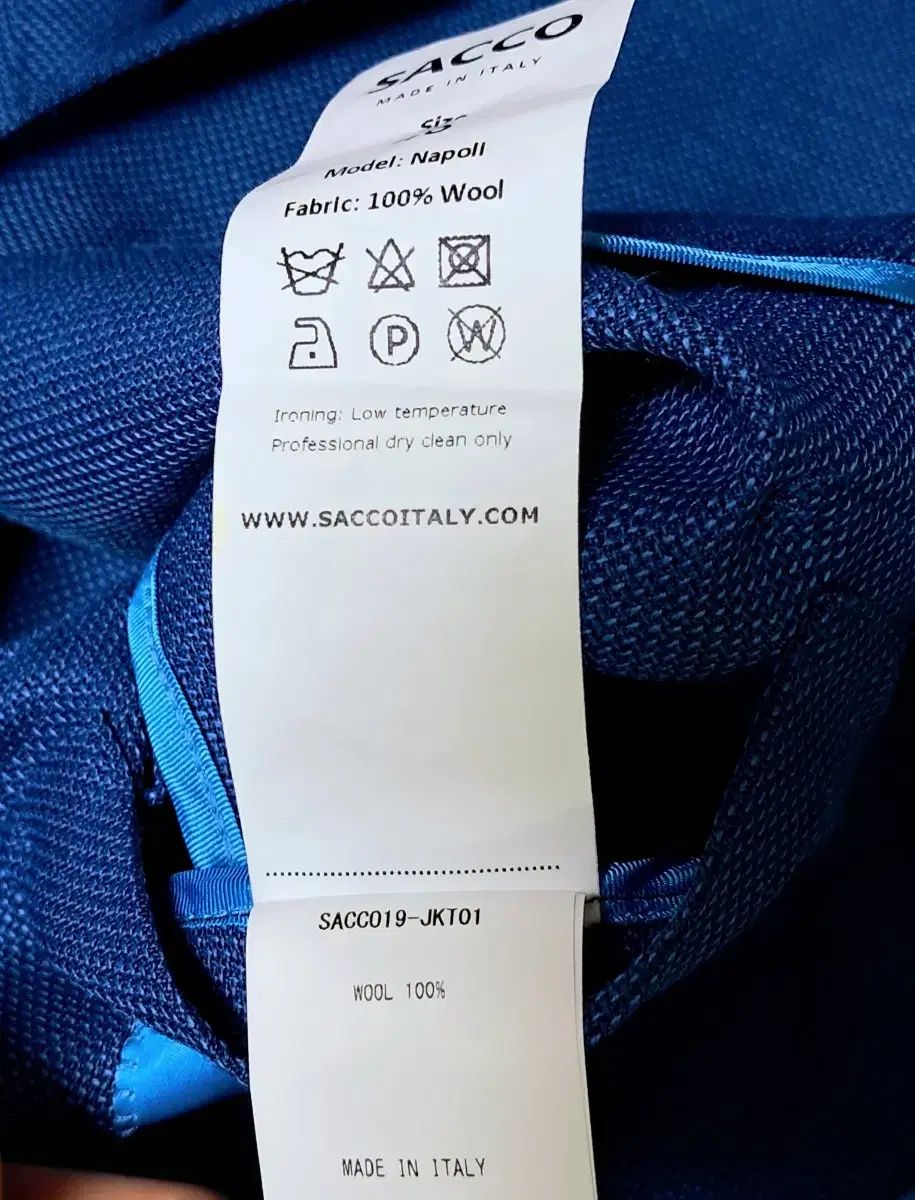 SACCO
MADE IN ITALY
Model: Napoli
Fabric: 100% Wool
P W
Ironing: Low temperature
Professional dry clean only
WWW.SACCOITALY.COM
SACCO19-JKT01
WOOL 100%
MADE IN ITALY